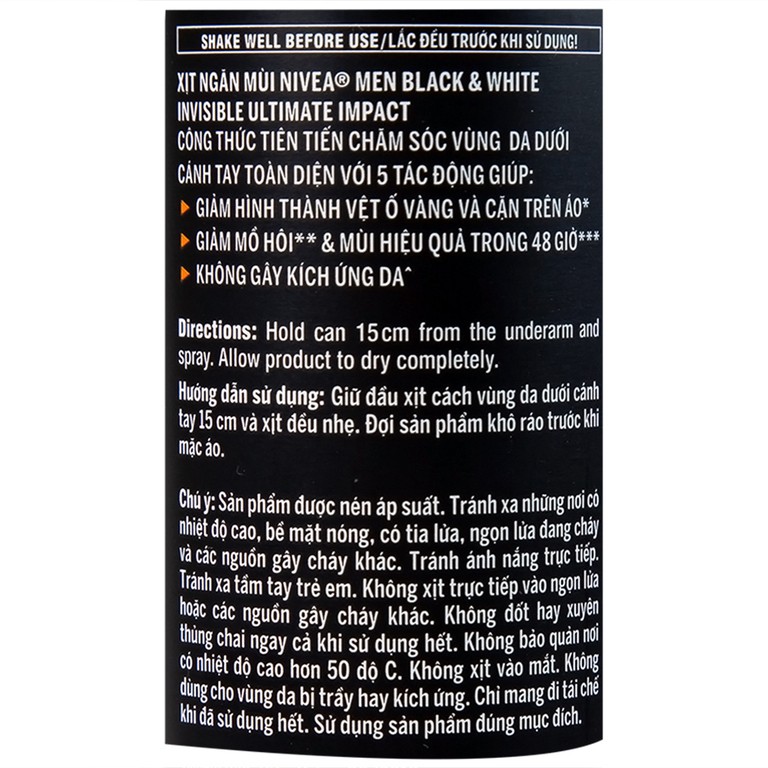 SHAKE WELL BEFORE USE/LẮC ĐỀU TRƯỚC KHI SỬ DỤNG!
XỊT NGĂN MÙI NIVEA® MEN BLACK & WHITE
INVISIBLE ULTIMATE IMPACT
CÔNG THỨC TIÊN TIẾN CHĂM SÓC VÙNG DA DƯỚI
CÁNH TAY TOÀN DIỆN VỚI 5 TÁC ĐỘNG GIÚP:
GIẢM HÌNH THÀNH VỆT Ố VÀNG VÀ CẶN TRÊN ÁO*
GIẢM MỒ HÔI** & MÙI HIỆU QUẢ TRONG 48 GIỜ***
KHÔNG GÂY KÍCH ỨNG DA^
Directions: Hold can 15cm from the underarm and
spray. Allow product to dry completely.
Hướng dẫn sử dụng: Giữ đầu xịt cách vùng da dưới cánh
tay 15 cm và xịt đều nhẹ. Đợi sản phẩm khô ráo trước khi
mặc áo.
Chú ý: Sản phẩm được nén áp suất. Tránh xa những nơi có
nhiệt độ cao, bề mặt nóng, có tia lửa, ngọn lửa đang cháy
và các nguồn gây cháy khác. Tránh ánh nắng trực tiếp.
Tránh xa tầm tay trẻ em. Không xịt trực tiếp vào ngọn lửa
hoặc các nguồn gây cháy khác. Không đốt hay xuyên
thủng chai ngay cả khi sử dụng hết. Không bảo quản nơi
có nhiệt độ cao hơn 50 độ C. Không xịt vào mắt. Không
dùng cho vùng da bị trầy hay kích ứng. Chỉ mang đi tái chế
khi đã sử dụng hết. Sử dụng sản phẩm đúng mục đích.